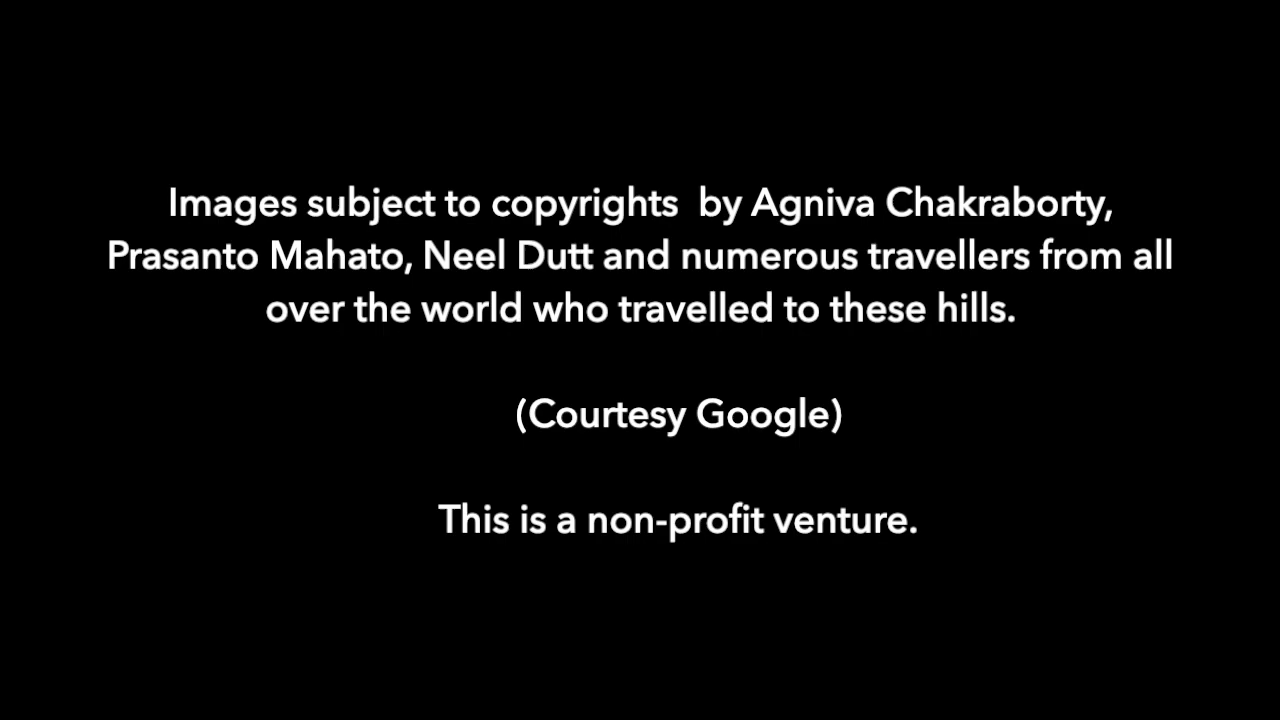 Images subject to copyrights  by Agniva Chakraborty,
Prasanto Mahato, Neel Dutt and numerous travellers from all
over the world who travelled to these hills.
(Courtesy Google)
This is a non-profit venture.